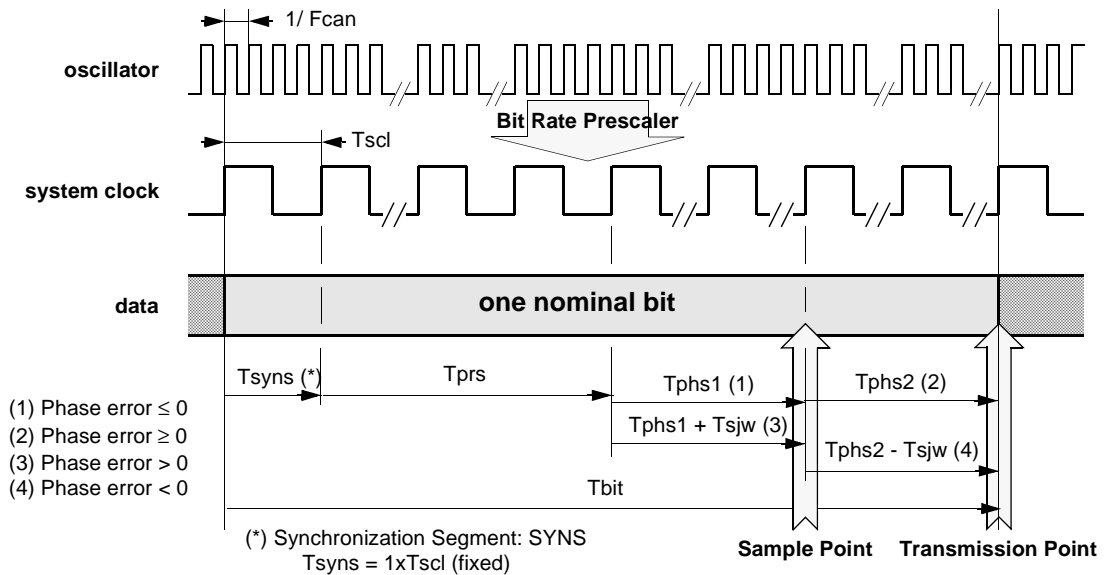 1/ Fcan
oscillator
Bit Rate Prescaler
Tscl
system clock
data
one nominal bit
Tsyns (*)
Tprs
Tphs1 (1)
Tphs2 (2)
(1) Phase error ≤ 0
(2) Phase error ≥ 0
(3) Phase error > 0
(4) Phase error < 0
Tphs1 + Tsjw (3)
Tphs2 - Tsjw (4)
Tbit
(*) Synchronization Segment: SYNS
Tsyns = 1xTscl (fixed)
Sample Point
Transmission Point